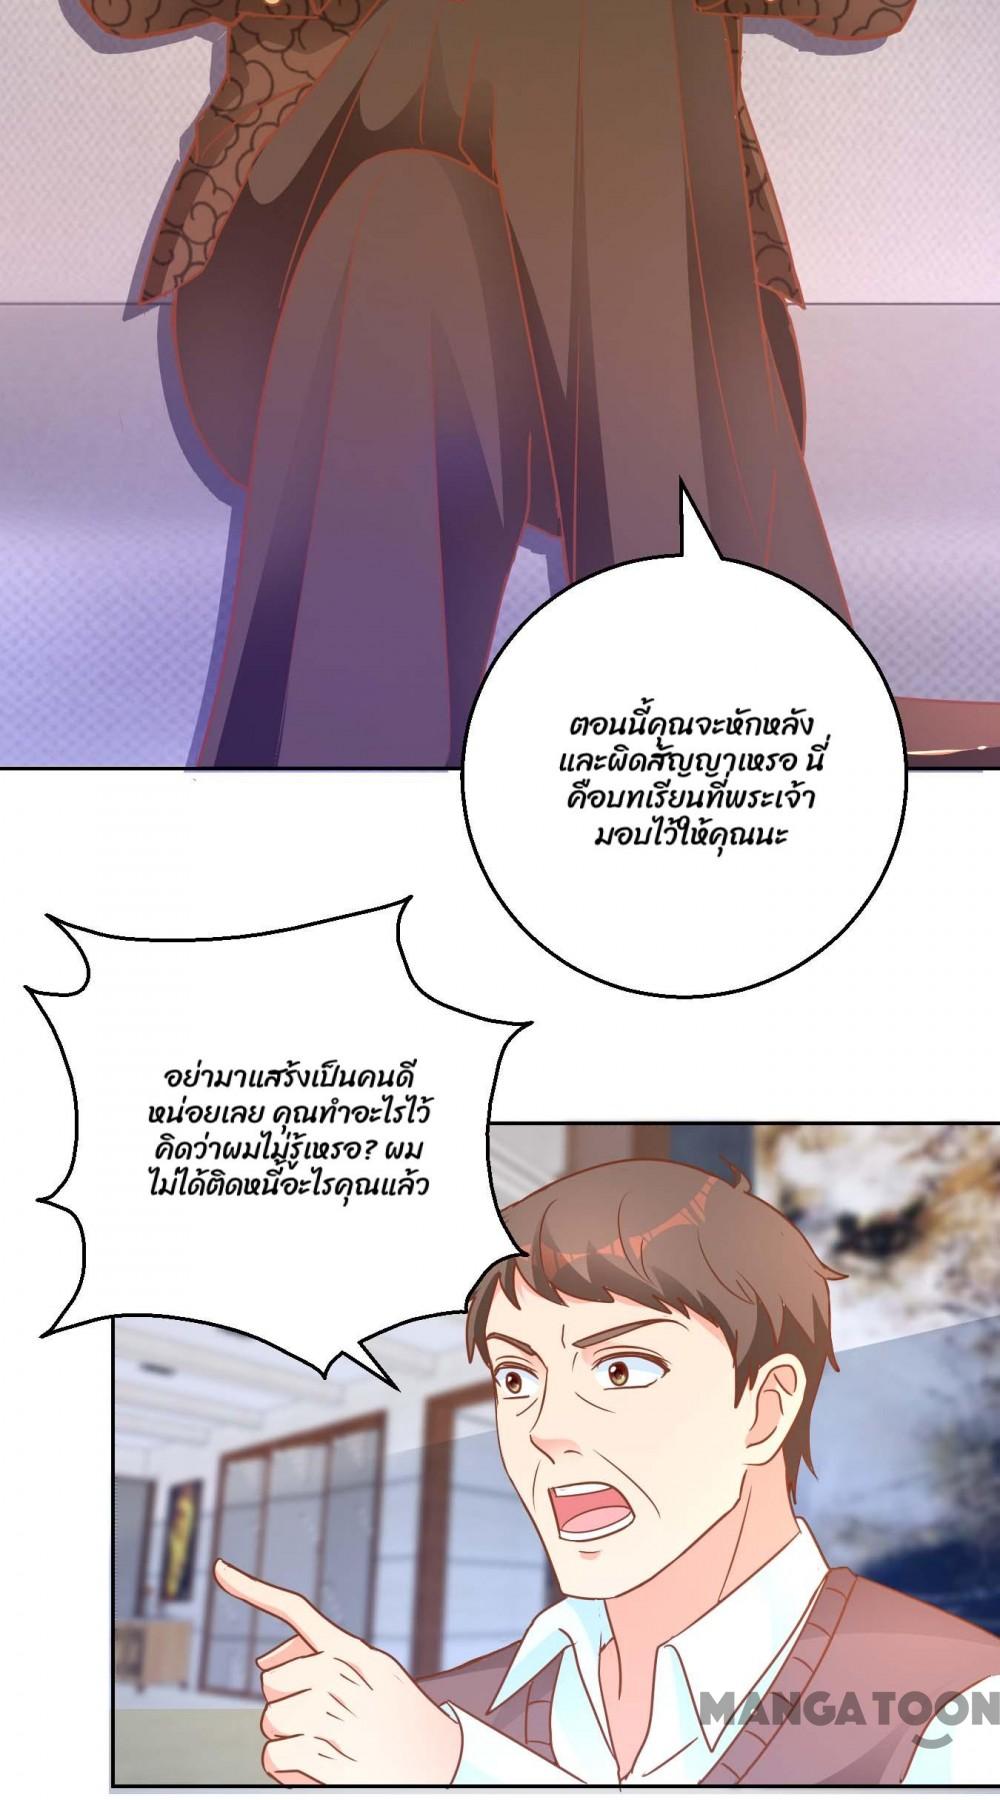 ตอนนี้คุณจะหักหลัง
และผิดสัญญาเหรอ นี่
คือบทเรียนที่พระเจ้า
มอบไว้ให้คุณนะ
อย่ามาแสร้งเป็นคนดี
หน่อยเลย คุณทำอะไรไว้
คิดว่าผมไม่รู้เหรอ? ผม
ไม่ได้ติดหนี้อะไรคุณแล้ว
MANGATOON